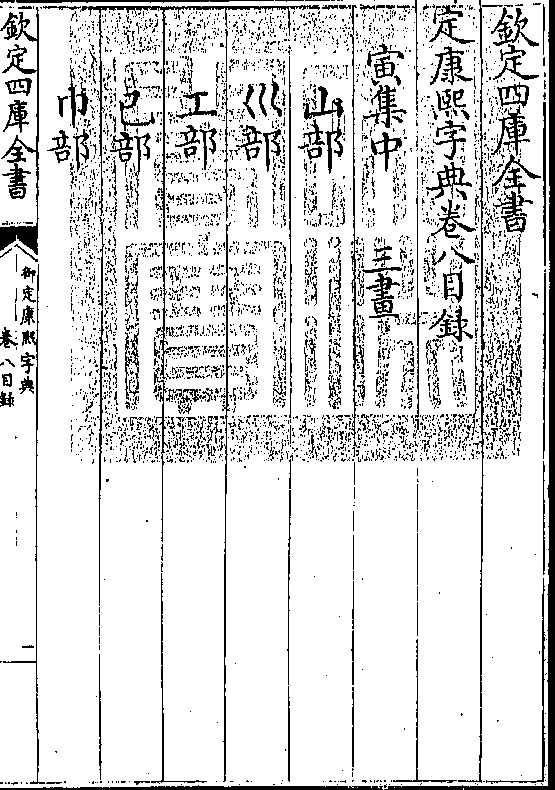 欽定四庫全書
定康熙字典卷八目録
寅集中　三畫
山部
巛部
工部
己部
巾部
欽定四庫全書
御定康熙字典
卷八目録
一